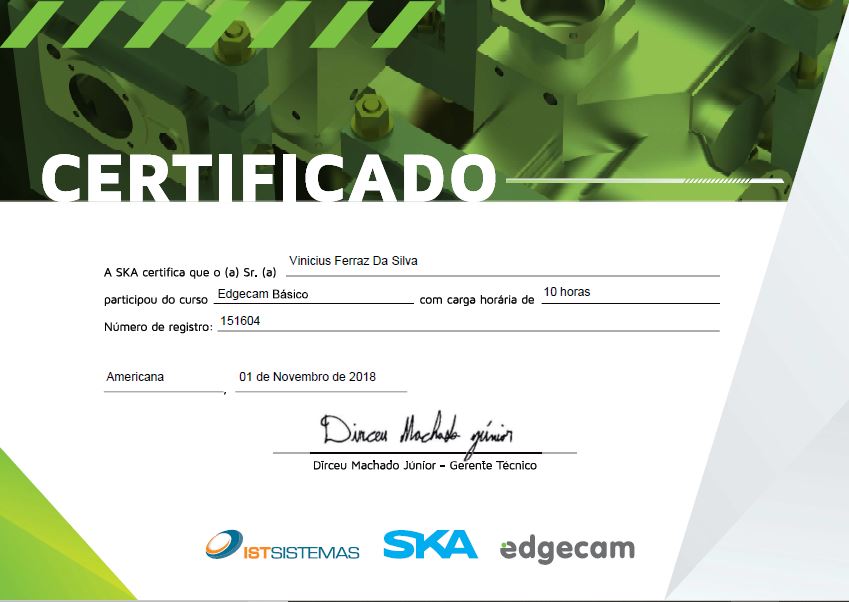 CERTIFICADO
A SKA certifica que o (a) Sr. (a) Vinicius Ferraz Da Silva
participou do curso Edgecam Básico com carga horária de 10 horas
Número de registro: 151604
Americana, 01 de Novembro de 2018
Dirceu Machado júnior
Dirceu Machado Júnior - Gerente Técnico
ISTSISTEMAS SKA edgecam